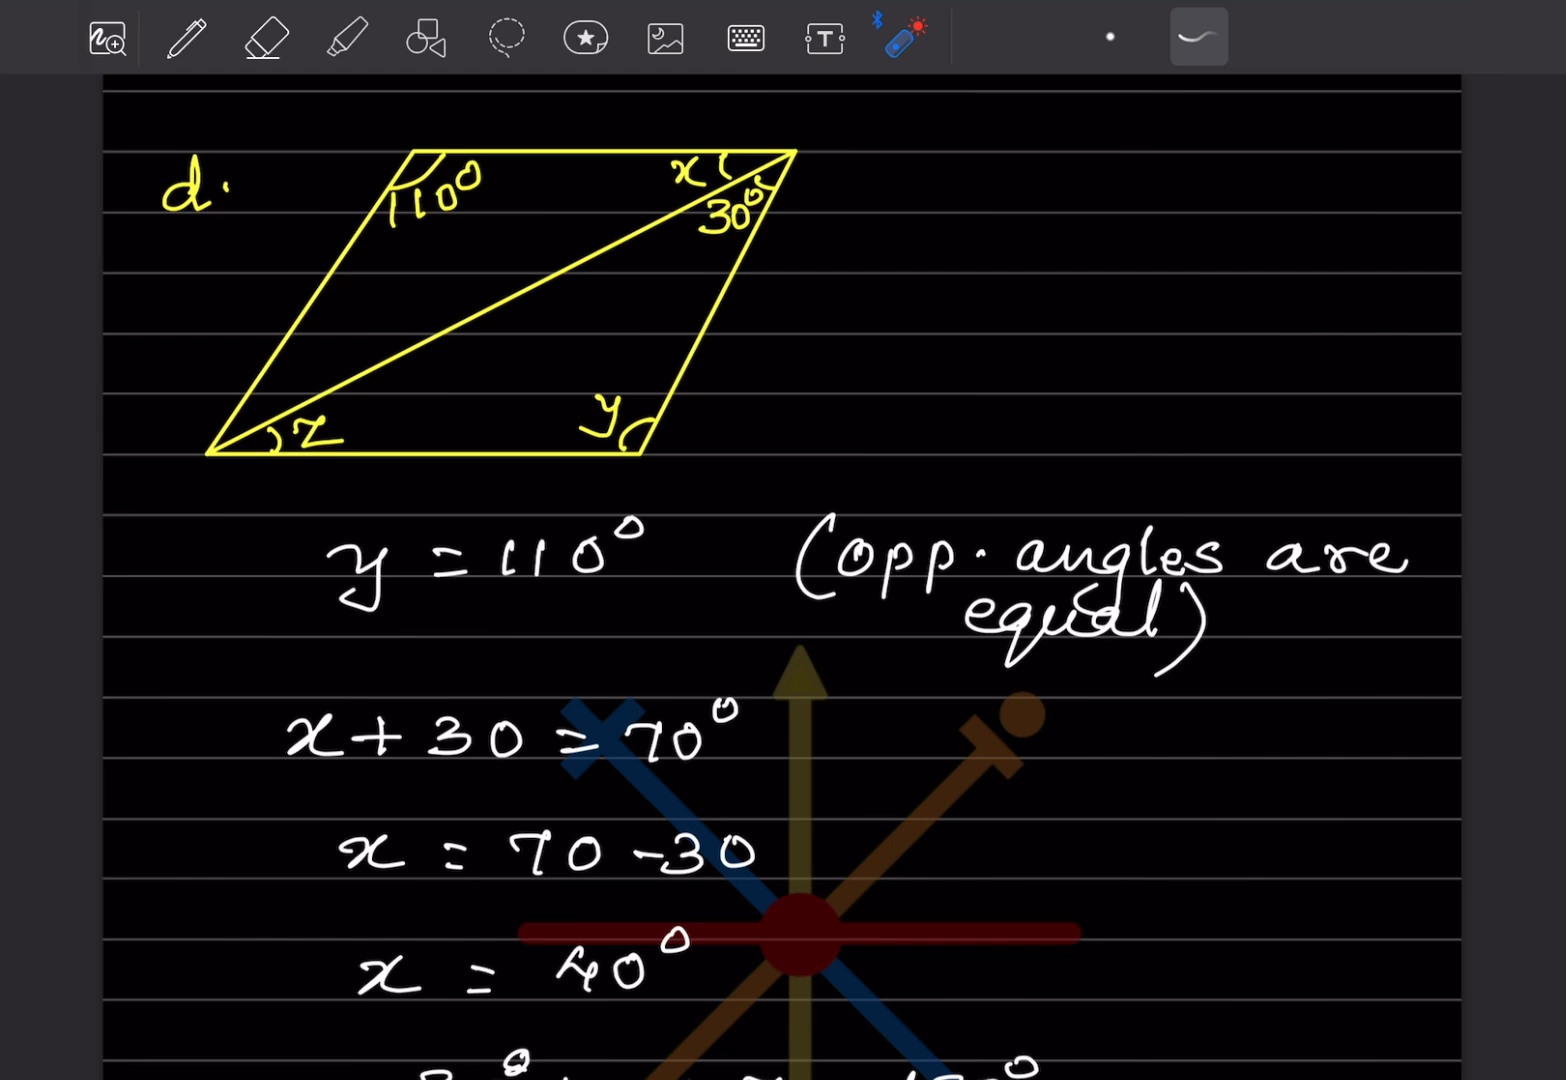 d.
110° x
30°
y
z
y = 110° (opp. angles are
equal)
x + 30 = 70°
x = 70 - 30
x = 40°